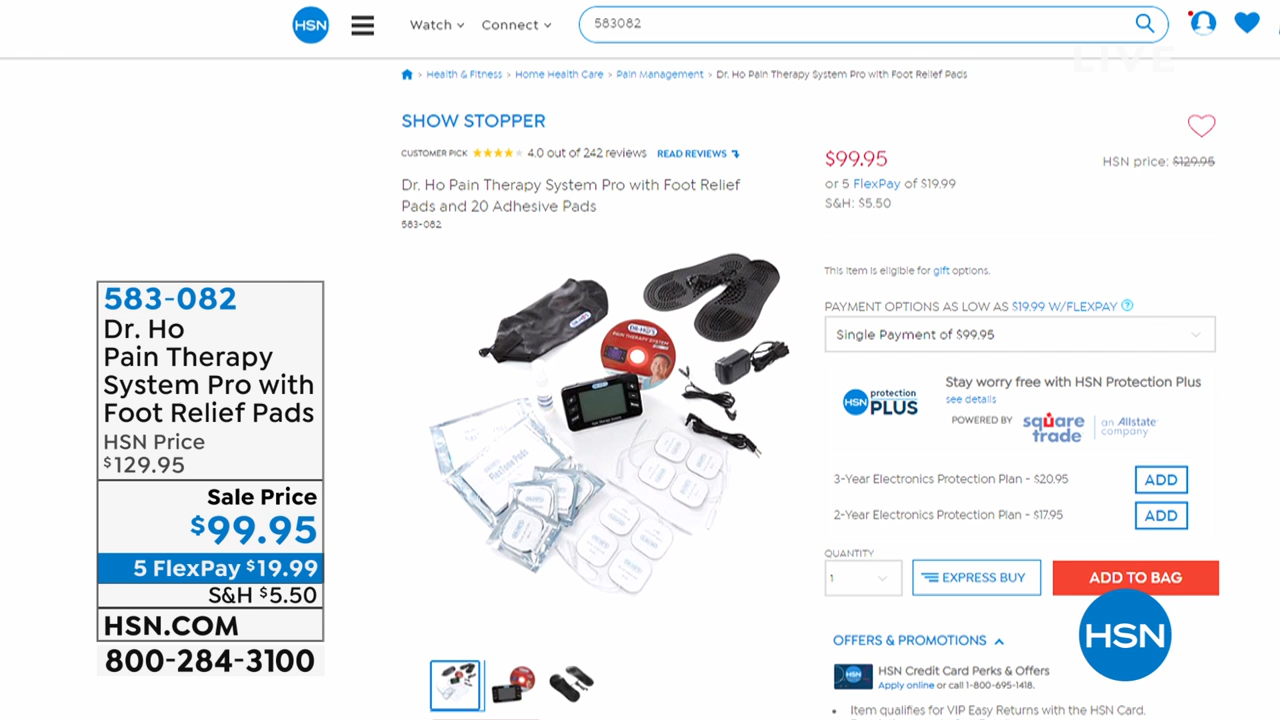 HSN
Watch
Connect
583082
LIVE
Health & Fitness > Home Health Care > Pain Management > Dr. Ho Pain Therapy System Pro with Foot Relief Pads
SHOW STOPPER
CUSTOMER PICK 4.0 out of 242 reviews READ REVIEWS
Dr. Ho Pain Therapy System Pro with Foot Relief
Pads and 20 Adhesive Pads
583-082
$99.95
HSN price: $129.95
or 5 FlexPay of $19.99
S&H: $5.50
This item is eligible for gift options.
PAYMENT OPTIONS AS LOW AS $19.99 W/FLEXPAY ?
Single Payment of $99.95
HSN protection PLUS
Stay worry free with HSN Protection Plus
see details
POWERED BY square trade | an Allstate company
3-Year Electronics Protection Plan - $20.95 ADD
2-Year Electronics Protection Plan - $17.95 ADD
QUANTITY
1
EXPRESS BUY
ADD TO BAG
HSN
OFFERS & PROMOTIONS
HSN Credit Card Perks & Offers
Apply online or call 1-800-695-1418.
• Item qualifies for VIP Easy Returns with the HSN Card.
583-082
Dr. Ho
Pain Therapy
System Pro with
Foot Relief Pads
HSN Price
$129.95
Sale Price
$99.95
5 FlexPay $19.99
S&H $5.50
HSN.COM
800-284-3100
DR-HO'S
PAIN THERAPY SYSTEM